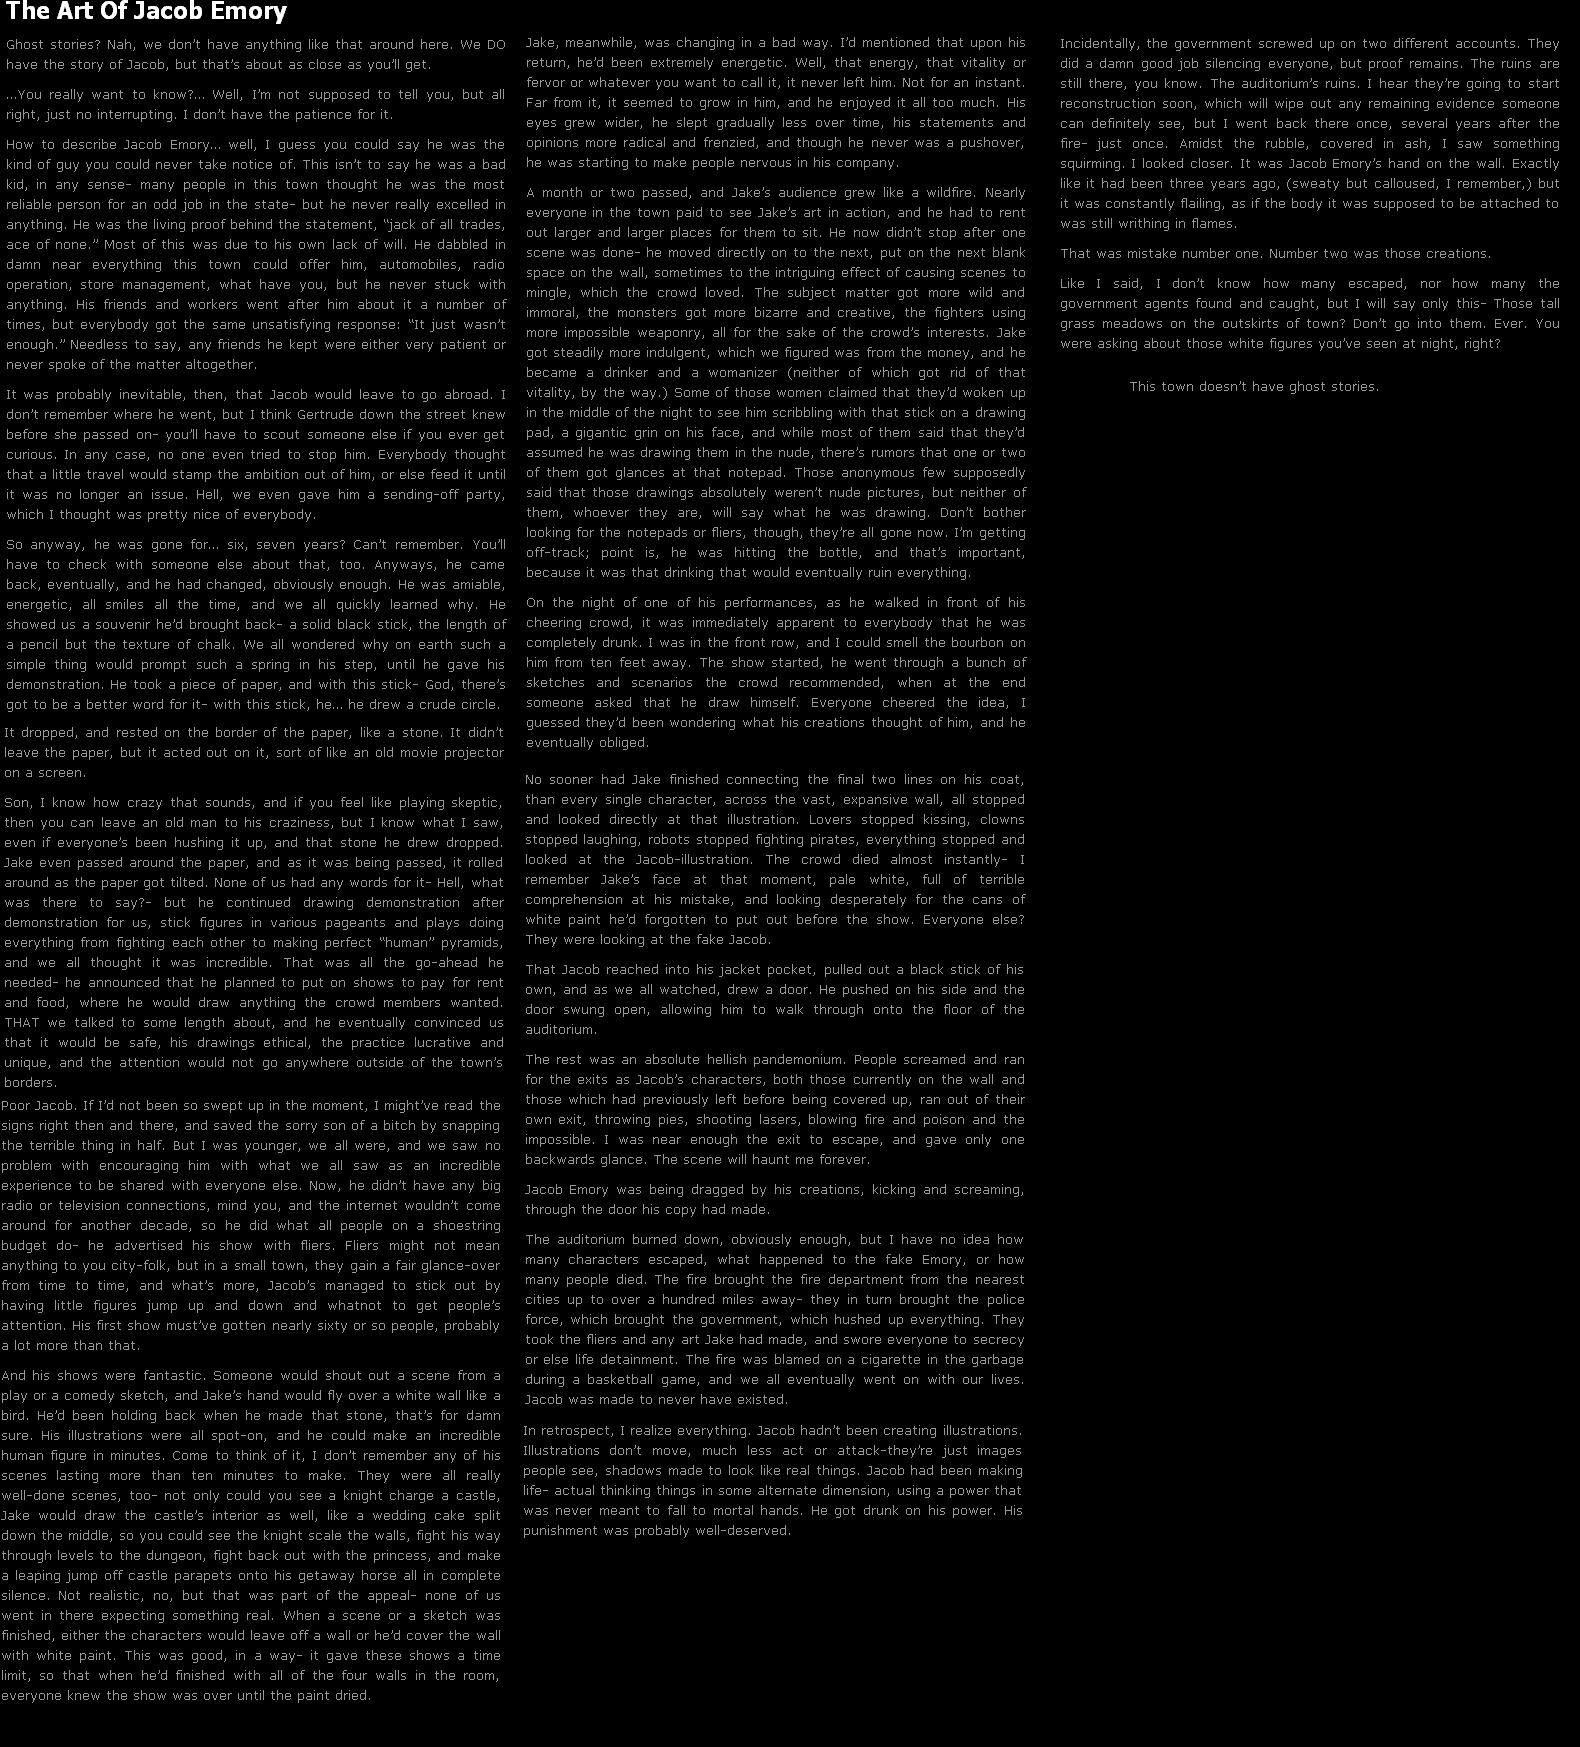 The Art Of Jacob Emory
Ghost stories? Nah, we don't have anything like that around here. We DO
have the story of Jacob, but that's about as close as you'll get.
...You really want to know?... Well, I'm not supposed to tell you, but all
right, just no interrupting. I don't have the patience for it.
How to describe Jacob Emory... well, I guess you could say he was the
kind of guy you could never take notice of. This isn't to say he was a bad
kid, in any sense- many people in this town thought he was the most
reliable person for an odd job in the state- but he never really excelled in
anything. He was the living proof behind the statement, "jack of all trades,
ace of none." Most of this was due to his own lack of will. He dabbled in
damn near everything this town could offer him, automobiles, radio
operation, store management, what have you, but he never stuck with
anything. His friends and workers went after him about it a number of
times, but everybody got the same unsatisfying response: "It just wasn't
enough." Needless to say, any friends he kept were either very patient or
never spoke of the matter altogether.
It was probably inevitable, then, that Jacob would leave to go abroad. I
don't remember where he went, but I think Gertrude down the street knew
before she passed on- you'll have to scout someone else if you ever get
curious. In any case, no one even tried to stop him. Everybody thought
that a little travel would stamp the ambition out of him, or else feed it until
it was no longer an issue. Hell, we even gave him a sending-off party,
which I thought was pretty nice of everybody.
So anyway, he was gone for... six, seven years? Can't remember. You'll
have to check with someone else about that, too. Anyways, he came
back, eventually, and he had changed, obviously enough. He was amiable,
energetic, all smiles all the time, and we all quickly learned why. He
showed us a souvenir he'd brought back- a solid black stick, the length of
a pencil but the texture of chalk. We all wondered why on earth such a
simple thing would prompt such a spring in his step, until he gave his
demonstration. He took a piece of paper, and with this stick- God, there's
got to be a better word for it- with this stick, he... he drew a crude circle.
It dropped, and rested on the border of the paper, like a stone. It didn't
leave the paper, but it acted out on it, sort of like an old movie projector
on a screen.
Son, I know how crazy that sounds, and if you feel like playing skeptic,
then you can leave an old man to his craziness, but I know what I saw,
even if everyone's been hushing it up, and that stone he drew dropped.
Jake even passed around the paper, and as it was being passed, it rolled
around as the paper got tilted. None of us had any words for it- Hell, what
was there to say?- but he continued drawing demonstration after
demonstration for us, stick figures in various pageants and plays doing
everything from fighting each other to making perfect "human" pyramids,
and we all thought it was incredible. That was all the go-ahead he
needed- he announced that he planned to put on shows to pay for rent
and food, where he would draw anything the crowd members wanted.
THAT we talked to some length about, and he eventually convinced us
that it would be safe, his drawings ethical, the practice lucrative and
unique, and the attention would not go anywhere outside of the town's
borders.
Poor Jacob. If I'd not been so swept up in the moment, I might've read the
signs right then and there, and saved the sorry son of a bitch by snapping
the terrible thing in half. But I was younger, we all were, and we saw no
problem with encouraging him with what we all saw as an incredible
experience to be shared with everyone else. Now, he didn't have any big
radio or television connections, mind you, and the internet wouldn't come
around for another decade, so he did what all people on a shoestring
budget do- he advertised his show with fliers. Fliers might not mean
anything to you city-folk, but in a small town, they gain a fair glance-over
from time to time, and what's more, Jacob's managed to stick out by
having little figures jump up and down and whatnot to get people's
attention. His first show must've gotten nearly sixty or so people, probably
a lot more than that.
And his shows were fantastic. Someone would shout out a scene from a
play or a comedy sketch, and Jake's hand would fly over a white wall like a
bird. He'd been holding back when he made that stone, that's for damn
sure. His illustrations were all spot-on, and he could make an incredible
human figure in minutes. Come to think of it, I don't remember any of his
scenes lasting more than ten minutes to make. They were all really
well-done scenes, too- not only could you see a knight charge a castle,
Jake would draw the castle's interior as well, like a wedding cake split
down the middle, so you could see the knight scale the walls, fight his way
through levels to the dungeon, fight back out with the princess, and make
a leaping jump off castle parapets onto his getaway horse all in complete
silence. Not realistic, no, but that was part of the appeal- none of us
went in there expecting something real. When a scene or a sketch was
finished, either the characters would leave off a wall or he'd cover the wall
with white paint. This was good, in a way- it gave these shows a time
limit, so that when he'd finished with all of the four walls in the room,
everyone knew the show was over until the paint dried.
Jake, meanwhile, was changing in a bad way. I'd mentioned that upon his
return, he'd been extremely energetic. Well, that energy, that vitality or
fervor or whatever you want to call it, it never left him. Not for an instant.
Far from it, it seemed to grow in him, and he enjoyed it all too much. His
eyes grew wider, he slept gradually less over time, his statements and
opinions more radical and frenzied, and though he never was a pushover,
he was starting to make people nervous in his company.
A month or two passed, and Jake's audience grew like a wildfire. Nearly
everyone in the town paid to see Jake's art in action, and he had to rent
out larger and larger places for them to sit. He now didn't stop after one
scene was done- he moved directly on to the next, put on the next blank
space on the wall, sometimes to the intriguing effect of causing scenes to
mingle, which the crowd loved. The subject matter got more wild and
immoral, the monsters got more bizarre and creative, the fighters using
more impossible weaponry, all for the sake of the crowd's interests. Jake
got steadily more indulgent, which we figured was from the money, and he
became a drinker and a womanizer (neither of which got rid of that
vitality, by the way.) Some of those women claimed that they'd woken up
in the middle of the night to see him scribbling with that stick on a drawing
pad, a gigantic grin on his face, and while most of them said that they'd
assumed he was drawing them in the nude, there's rumors that one or two
of them got glances at that notepad. Those anonymous few supposedly
said that those drawings absolutely weren't nude pictures, but neither of
them, whoever they are, will say what he was drawing. Don't bother
looking for the notepads or fliers, though, they're all gone now. I'm getting
off-track; point is, he was hitting the bottle, and that's important,
because it was that drinking that would eventually ruin everything.
On the night of one of his performances, as he walked in front of his
cheering crowd, it was immediately apparent to everybody that he was
completely drunk. I was in the front row, and I could smell the bourbon on
him from ten feet away. The show started, he went through a bunch of
sketches and scenarios the crowd recommended, when at the end
someone asked that he draw himself. Everyone cheered the idea, I
guessed they'd been wondering what his creations thought of him, and he
eventually obliged.
No sooner had Jake finished connecting the final two lines on his coat,
than every single character, across the vast, expansive wall, all stopped
and looked directly at that illustration. Lovers stopped kissing, clowns
stopped laughing, robots stopped fighting pirates, everything stopped and
looked at the Jacob-illustration. The crowd died almost instantly- I
remember Jake's face at that moment, pale white, full of terrible
comprehension at his mistake, and looking desperately for the cans of
white paint he'd forgotten to put out before the show. Everyone else?
They were looking at the fake Jacob.
That Jacob reached into his jacket pocket, pulled out a black stick of his
own, and as we all watched, drew a door. He pushed on his side and the
door swung open, allowing him to walk through onto the floor of the
auditorium.
The rest was an absolute hellish pandemonium. People screamed and ran
for the exits as Jacob's characters, both those currently on the wall and
those which had previously left before being covered up, ran out of their
own exit, throwing pies, shooting lasers, blowing fire and poison and the
impossible. I was near enough the exit to escape, and gave only one
backwards glance. The scene will haunt me forever.
Jacob Emory was being dragged by his creations, kicking and screaming,
through the door his copy had made.
The auditorium burned down, obviously enough, but I have no idea how
many characters escaped, what happened to the fake Emory, or how
many people died. The fire brought the fire department from the nearest
cities up to over a hundred miles away- they in turn brought the police
force, which brought the government, which hushed up everything. They
took the fliers and any art Jake had made, and swore everyone to secrecy
or else life detainment. The fire was blamed on a cigarette in the garbage
during a basketball game, and we all eventually went on with our lives.
Jacob was made to never have existed.
In retrospect, I realize everything. Jacob hadn't been creating illustrations.
Illustrations don't move, much less act or attack-they're just images
people see, shadows made to look like real things. Jacob had been making
life- actual thinking things in some alternate dimension, using a power that
was never meant to fall to mortal hands. He got drunk on his power. His
punishment was probably well-deserved.
Incidentally, the government screwed up on two different accounts. They
did a damn good job silencing everyone, but proof remains. The ruins are
still there, you know. The auditorium's ruins. I hear they're going to start
reconstruction soon, which will wipe out any remaining evidence someone
can definitely see, but I went back there once, several years after the
fire- just once. Amidst the rubble, covered in ash, I saw something
squirming. I looked closer. It was Jacob Emory's hand on the wall. Exactly
like it had been three years ago, (sweaty but calloused, I remember,) but
it was constantly flailing, as if the body it was supposed to be attached to
was still writhing in flames.
That was mistake number one. Number two was those creations.
Like I said, I don't know how many escaped, nor how many the
government agents found and caught, but I will say only this- Those tall
grass meadows on the outskirts of town? Don't go into them. Ever. You
were asking about those white figures you've seen at night, right?
This town doesn't have ghost stories.